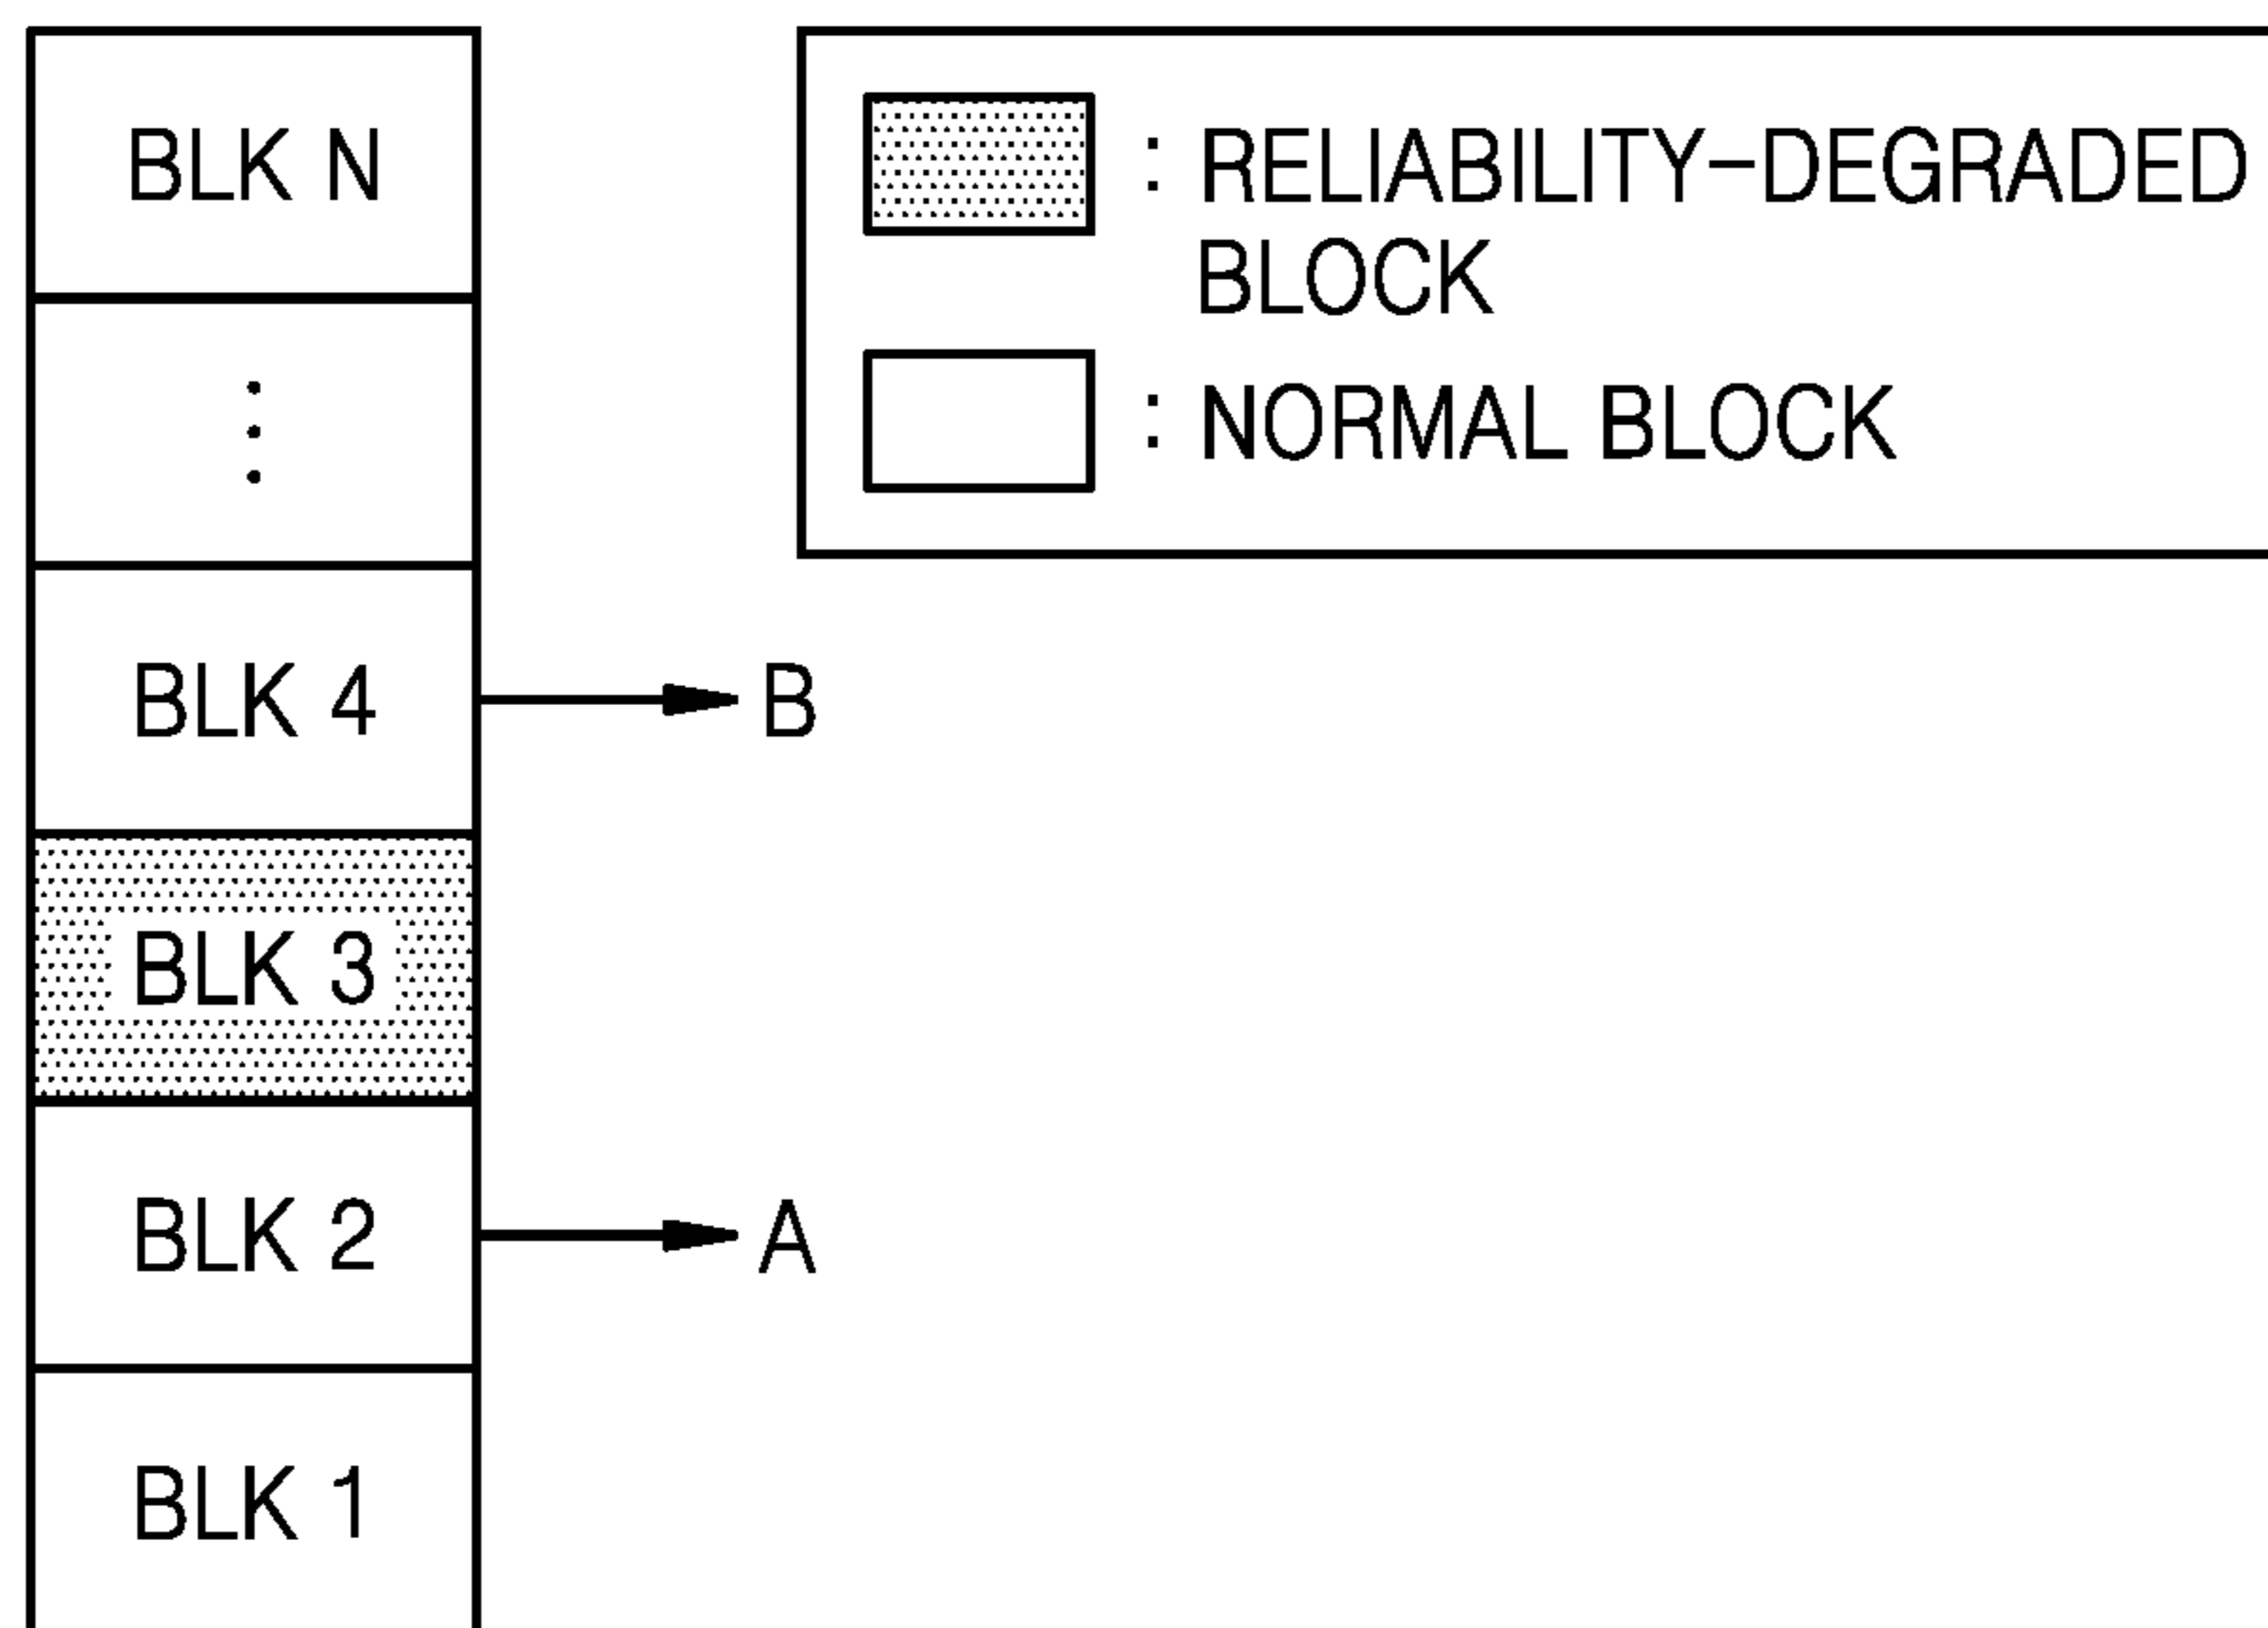 BLK N
: RELIABILITY-DEGRADED
BLOCK
: NORMAL BLOCK
BLK 4
B
BLK 3
BLK 2
A
BLK 1